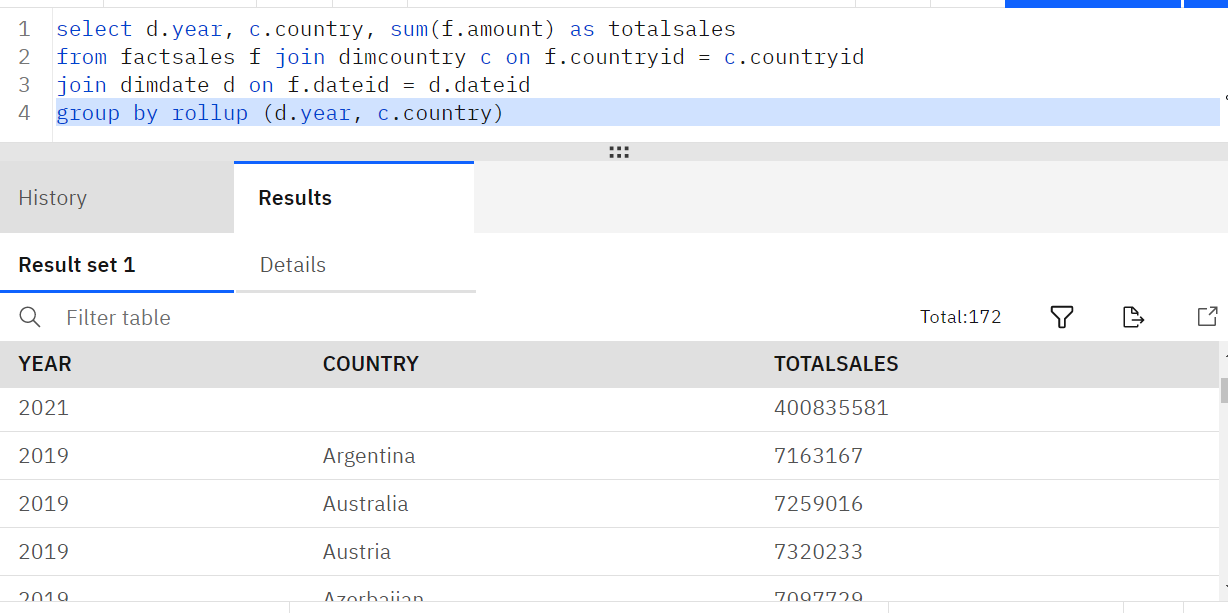 1 select d.year, c.country, sum(f.amount) as totalsales
2 from factsales f join dimcountry c on f.countryid = c.countryid
3 join dimdate d on f.dateid = d.dateid
4 group by rollup (d.year, c.country)
History Results
Result set 1 Details
Filter table Total:172
YEAR COUNTRY TOTALSALES
2021 400835581
2019 Argentina 7163167
2019 Australia 7259016
2019 Austria 7320233
2019 Azerbaijan 7097729